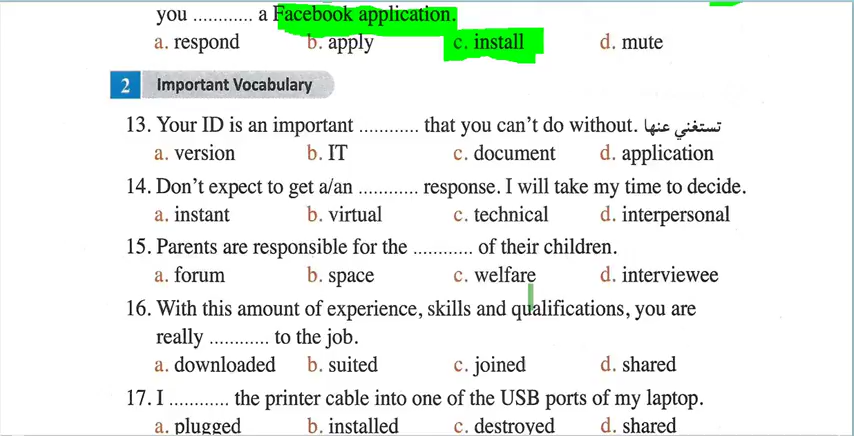 you ............ a Facebook application.
a. respond b. apply c. install d. mute
2 Important Vocabulary
13. Your ID is an important ............ that you can't do without. تستغني عنها
a. version b. IT c. document d. application
14. Don't expect to get a/an ............ response. I will take my time to decide.
a. instant b. virtual c. technical d. interpersonal
15. Parents are responsible for the ............ of their children.
a. forum b. space c. welfare d. interviewee
16. With this amount of experience, skills and qualifications, you are
really ............ to the job.
a. downloaded b. suited c. joined d. shared
17. I ............ the printer cable into one of the USB ports of my laptop.
a. plugged b. installed c. destroyed d. shared